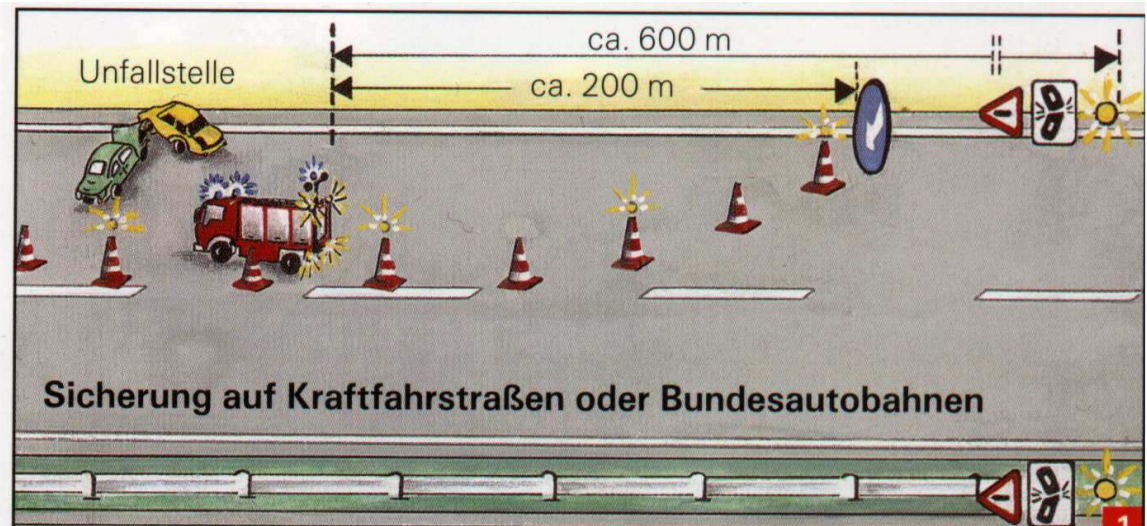 ca. 600 m
Unfallstelle
ca. 200 m
Sicherung auf Kraftfahrstraßen oder Bundesautobahnen
1